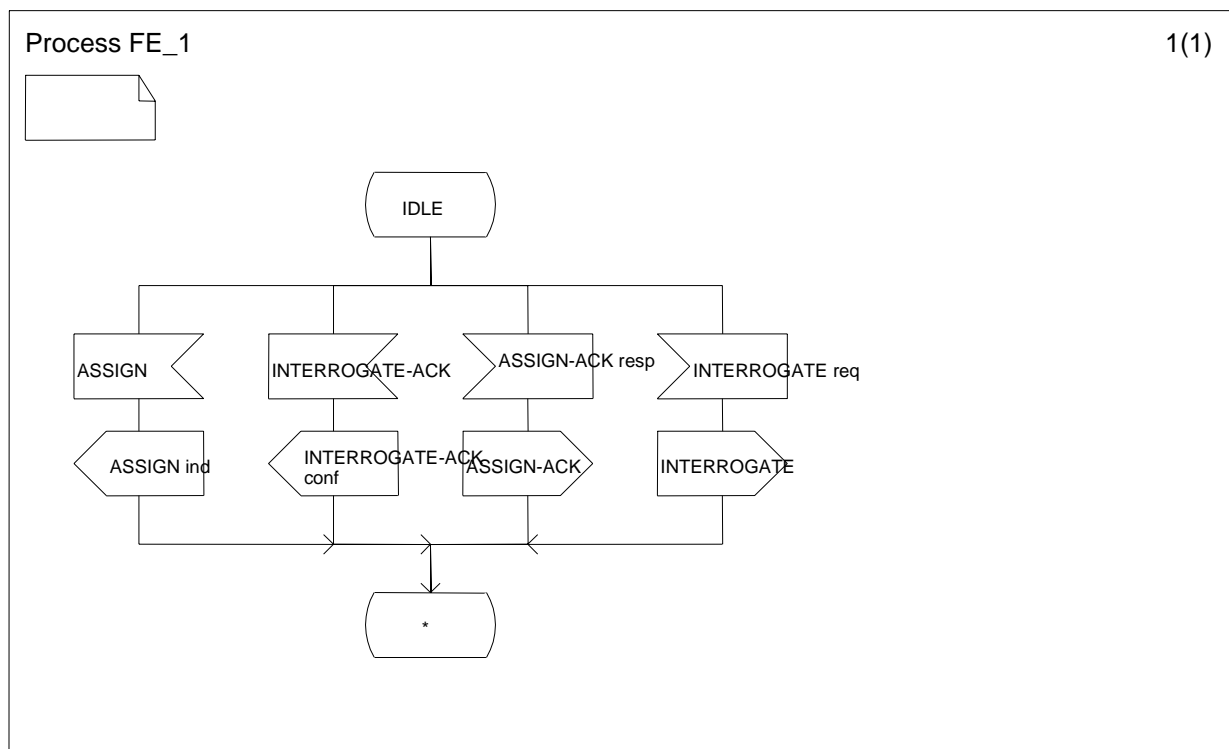 Process FE_1
1(1)
IDLE
ASSIGN
INTERROGATE-ACK
ASSIGN-ACK resp
INTERROGATE req
ASSIGN ind
INTERROGATE-ACK
conf
ASSIGN-ACK
INTERROGATE
*